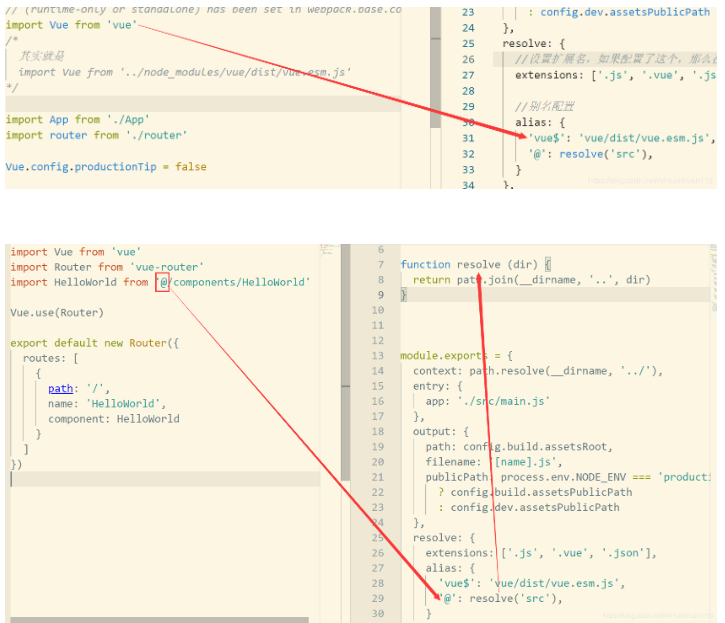 // (runtime-only or standalone) has been set in webpack.base.co
import Vue from 'vue'
/*
其实就是
import Vue from '../node_modules/vue/dist/vue.esm.js'
*/
import App from './App'
import router from './router'
Vue.config.productionTip = false
23 : config.dev.assetsPublicPath
24 },
25 resolve: {
26 //设置扩展名，如果配置了这个，那么在
27 extensions: ['.js', '.vue', '.js
28
29 //别名配置
30 alias: {
31 'vue$': 'vue/dist/vue.esm.js',
32 '@': resolve('src'),
33 }
34 },
import Vue from 'vue'
import Router from 'vue-router'
import HelloWorld from '@/components/HelloWorld'
Vue.use(Router)
export default new Router({
routes: [
{
path: '/',
name: 'HelloWorld',
component: HelloWorld
}
]
})
6
7 function resolve (dir) {
8 return path.join(__dirname, '..', dir)
9 }
10
11
12
13 module.exports = {
14 context: path.resolve(__dirname, '../'),
15 entry: {
16 app: './src/main.js'
17 },
18 output: {
19 path: config.build.assetsRoot,
20 filename: '[name].js',
21 publicPath: process.env.NODE_ENV === 'producti
22 ? config.build.assetsPublicPath
23 : config.dev.assetsPublicPath
24 },
25 resolve: {
26 extensions: ['.js', '.vue', '.json'],
27 alias: {
28 'vue$': 'vue/dist/vue.esm.js',
29 '@': resolve('src'),
30 }